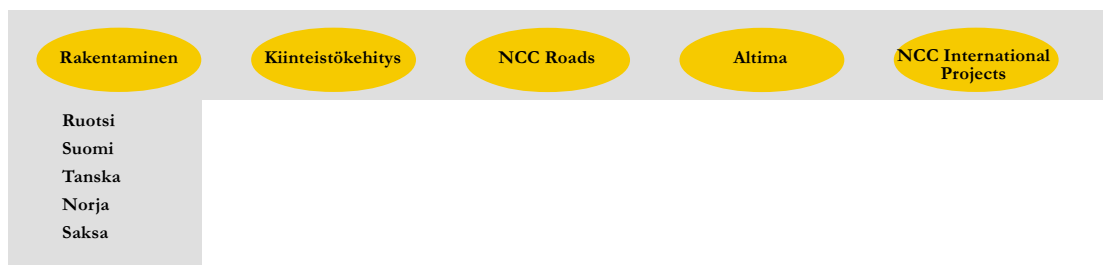 Rakentaminen
Kiinteistökehitys
NCC Roads
Altima
NCC International
Projects
Ruotsi
Suomi
Tanska
Norja
Saksa